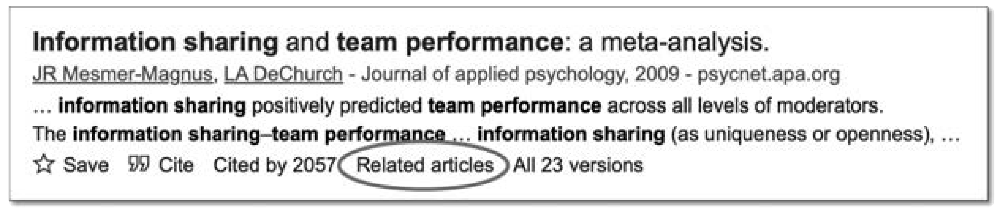 Information sharing and team performance: a meta-analysis.
JR Mesmer-Magnus, LA DeChurch - Journal of applied psychology, 2009 - psycnet.apa.org
... information sharing positively predicted team performance across all levels of moderators.
The information sharing–team performance ... information sharing (as uniqueness or openness), ...
Save Cite Cited by 2057 Related articles All 23 versions